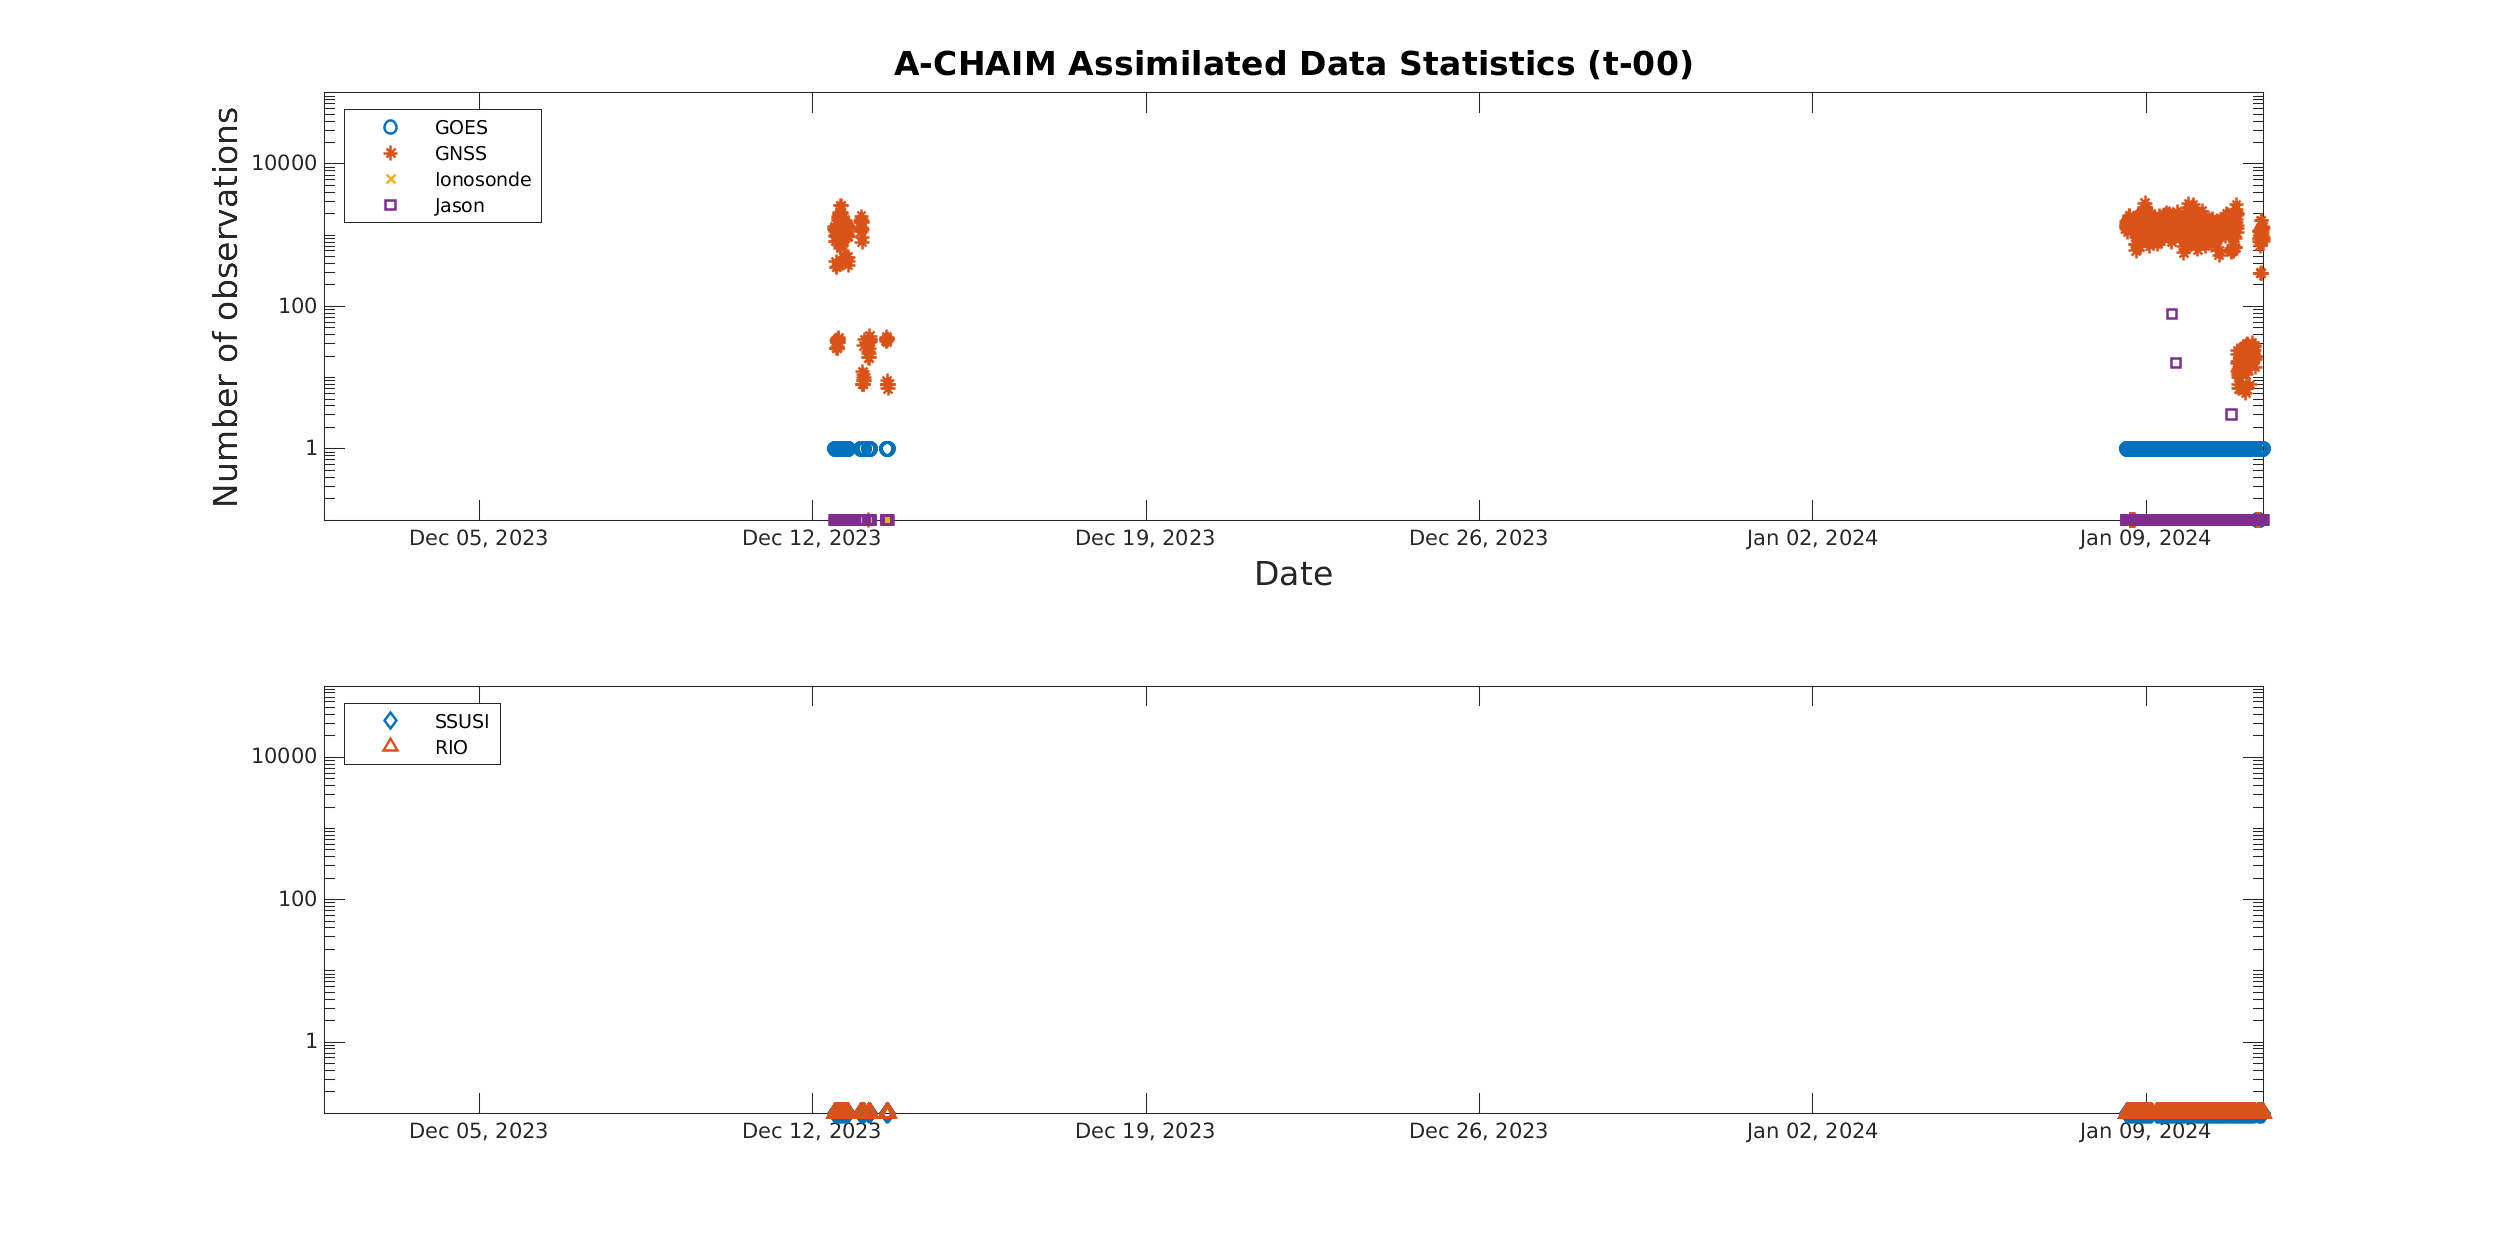 A-CHAIM Assimilated Data Statistics (t-00)
Number of observations
10000
100
1
GOES
GNSS
Ionosonde
Jason
Dec 05, 2023 Dec 12, 2023 Dec 19, 2023 Dec 26, 2023 Jan 02, 2024 Jan 09, 2024
Date
10000
100
1
SSUSI
RIO
Dec 05, 2023 Dec 12, 2023 Dec 19, 2023 Dec 26, 2023 Jan 02, 2024 Jan 09, 2024